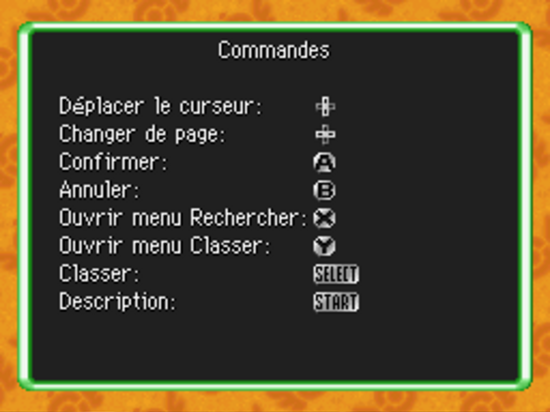 Commandes
Déplacer le curseur:
Changer de page:
Confirmer: A
Annuler: B
Ouvrir menu Rechercher: X
Ouvrir menu Classer: Y
Classer: SELECT
Description: START